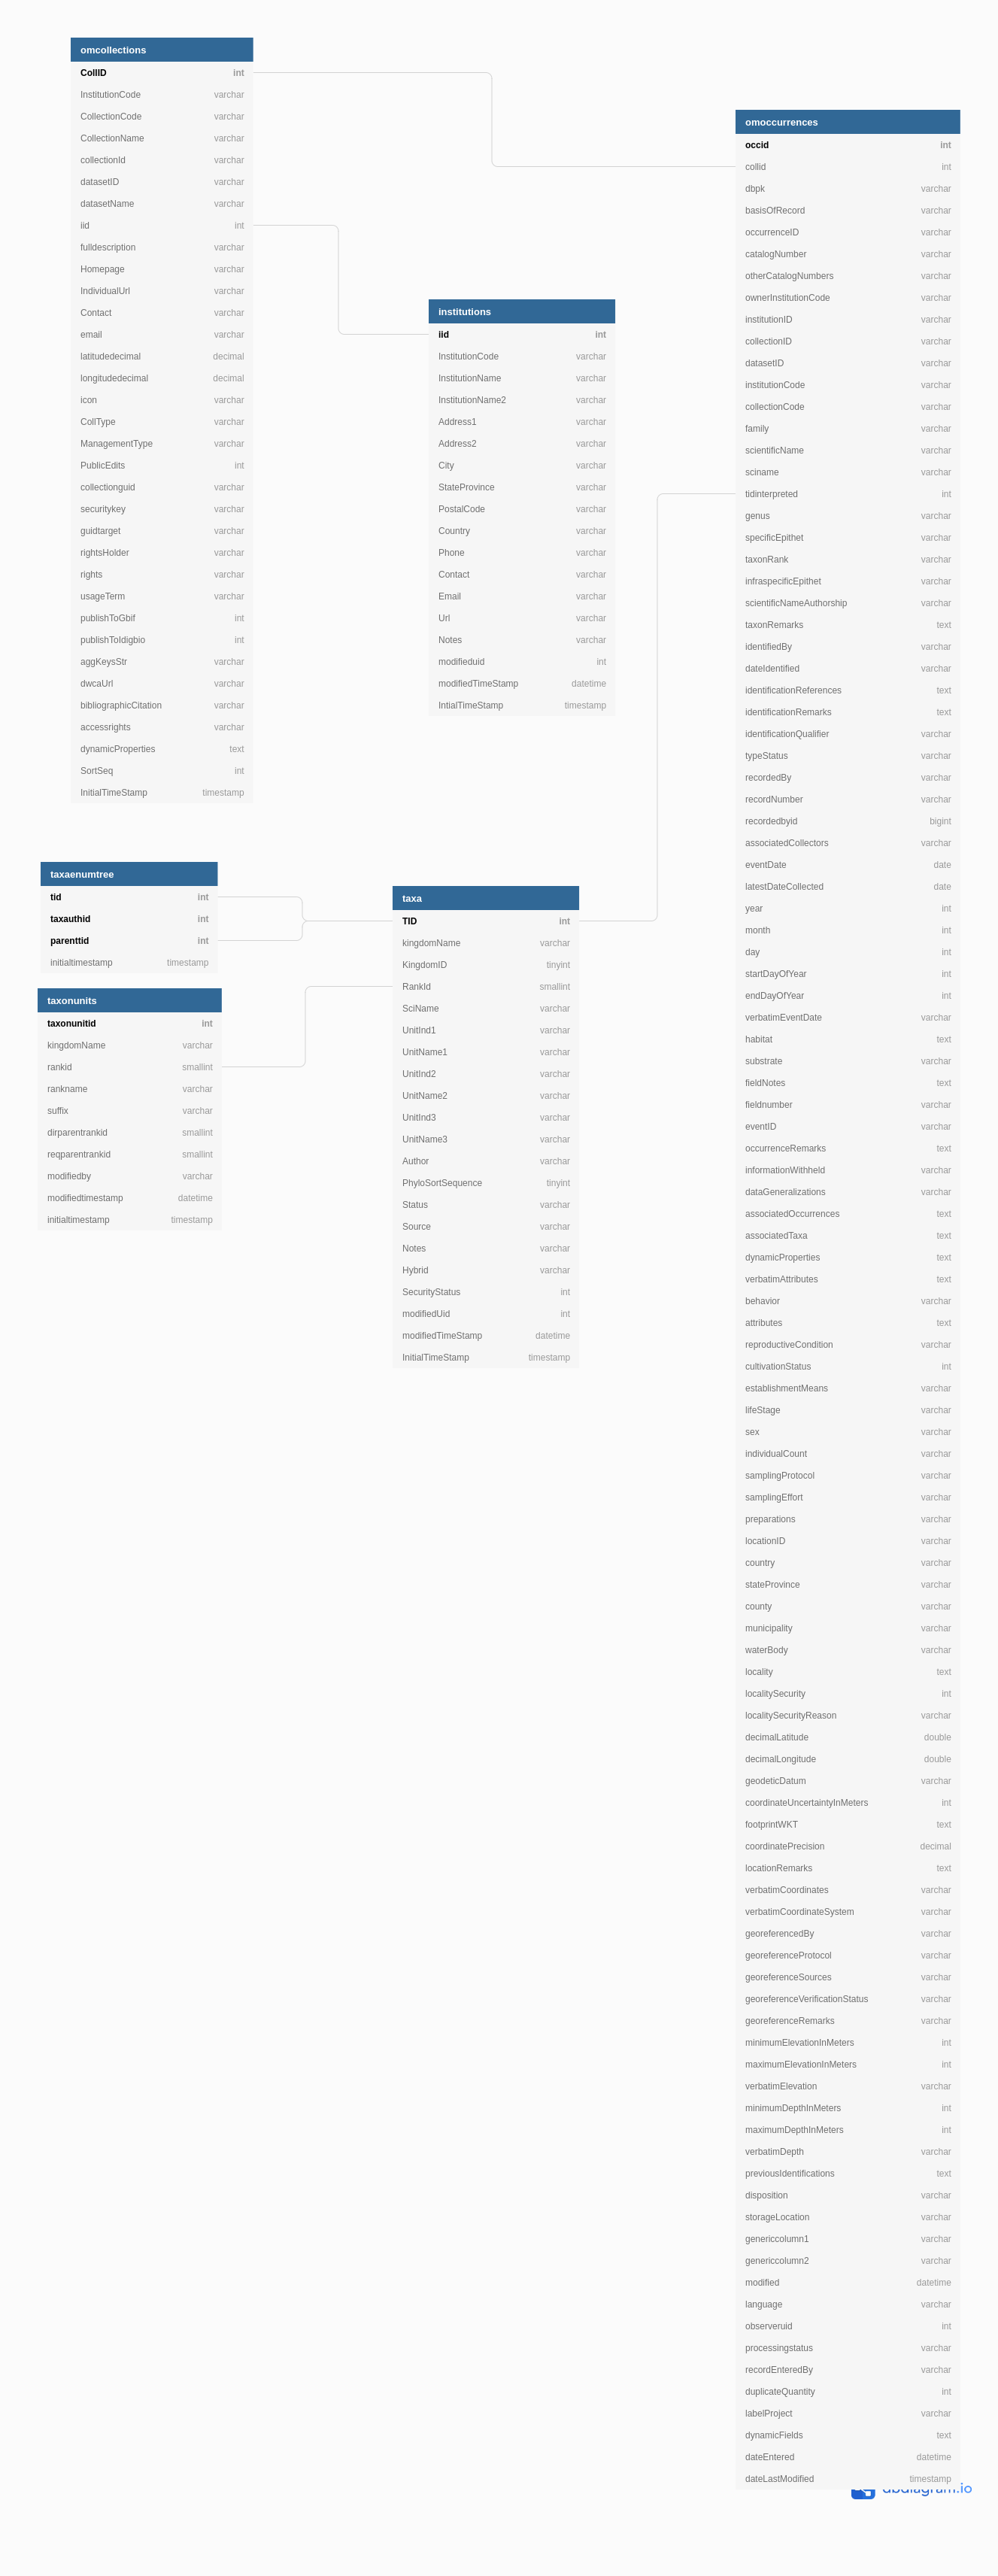 omcollections
CollID int
InstitutionCode varchar
CollectionCode varchar
CollectionName varchar
collectionId varchar
datasetID varchar
datasetName varchar
iid int
fulldescription varchar
Homepage varchar
IndividualUrl varchar
Contact varchar
email varchar
latitudedecimal decimal
longitudedecimal decimal
icon varchar
CollType varchar
ManagementType varchar
PublicEdits int
collectionguid varchar
securitykey varchar
guidtarget varchar
rightsHolder varchar
rights varchar
usageTerm varchar
publishToGbif int
publishToIdigbio int
aggKeysStr varchar
dwcaUrl varchar
bibliographicCitation varchar
accessrights varchar
dynamicProperties text
SortSeq int
InitialTimeStamp timestamp
institutions
iid int
InstitutionCode varchar
InstitutionName varchar
InstitutionName2 varchar
Address1 varchar
Address2 varchar
City varchar
StateProvince varchar
PostalCode varchar
Country varchar
Phone varchar
Contact varchar
Email varchar
Url varchar
Notes varchar
modifieduid int
modifiedTimeStamp datetime
IntialTimeStamp timestamp
taxaenumtree
tid int
taxauthid int
parenttid int
initialtimestamp timestamp
taxonunits
taxonunitid int
kingdomName varchar
rankid smallint
rankname varchar
suffix varchar
dirparentrankid smallint
reqparentrankid smallint
modifiedby varchar
modifiedtimestamp datetime
initialtimestamp timestamp
taxa
TID int
kingdomName varchar
KingdomID tinyint
RankId smallint
SciName varchar
UnitInd1 varchar
UnitName1 varchar
UnitInd2 varchar
UnitName2 varchar
UnitInd3 varchar
UnitName3 varchar
Author varchar
PhyloSortSequence tinyint
Status varchar
Source varchar
Notes varchar
Hybrid varchar
SecurityStatus int
modifiedUid int
modifiedTimeStamp datetime
InitialTimeStamp timestamp
omoccurrences
occid int
collid int
dbpk varchar
basisOfRecord varchar
occurrenceID varchar
catalogNumber varchar
otherCatalogNumbers varchar
ownerInstitutionCode varchar
institutionID varchar
collectionID varchar
datasetID varchar
institutionCode varchar
collectionCode varchar
family varchar
scientificName varchar
sciname varchar
tidinterpreted int
genus varchar
specificEpithet varchar
taxonRank varchar
infraspecificEpithet varchar
scientificNameAuthorship varchar
taxonRemarks text
identifiedBy varchar
dateIdentified varchar
identificationReferences text
identificationRemarks text
identificationQualifier varchar
typeStatus varchar
recordedBy varchar
recordNumber varchar
recordedbyid bigint
associatedCollectors varchar
eventDate date
latestDateCollected date
year int
month int
day int
startDayOfYear int
endDayOfYear int
verbatimEventDate varchar
habitat text
substrate varchar
fieldNotes text
fieldnumber varchar
eventID varchar
occurrenceRemarks text
informationWithheld varchar
dataGeneralizations varchar
associatedOccurrences text
associatedTaxa text
dynamicProperties text
verbatimAttributes text
behavior varchar
attributes text
reproductiveCondition varchar
cultivationStatus int
establishmentMeans varchar
lifeStage varchar
sex varchar
individualCount varchar
samplingProtocol varchar
samplingEffort varchar
preparations varchar
locationID varchar
country varchar
stateProvince varchar
county varchar
municipality varchar
waterBody varchar
locality text
localitySecurity int
localitySecurityReason varchar
decimalLatitude double
decimalLongitude double
geodeticDatum varchar
coordinateUncertaintyInMeters int
footprintWKT text
coordinatePrecision decimal
locationRemarks text
verbatimCoordinates varchar
verbatimCoordinateSystem varchar
georeferencedBy varchar
georeferenceProtocol varchar
georeferenceSources varchar
georeferenceVerificationStatus varchar
georeferenceRemarks varchar
minimumElevationInMeters int
maximumElevationInMeters int
verbatimElevation varchar
minimumDepthInMeters int
maximumDepthInMeters int
verbatimDepth varchar
previousIdentifications text
disposition varchar
storageLocation varchar
genericcolumn1 varchar
genericcolumn2 varchar
modified datetime
language varchar
observeruid int
processingstatus varchar
recordEnteredBy varchar
duplicateQuantity int
labelProject varchar
dynamicFields text
dateEntered datetime
dateLastModified timestamp
dbdiagram.io